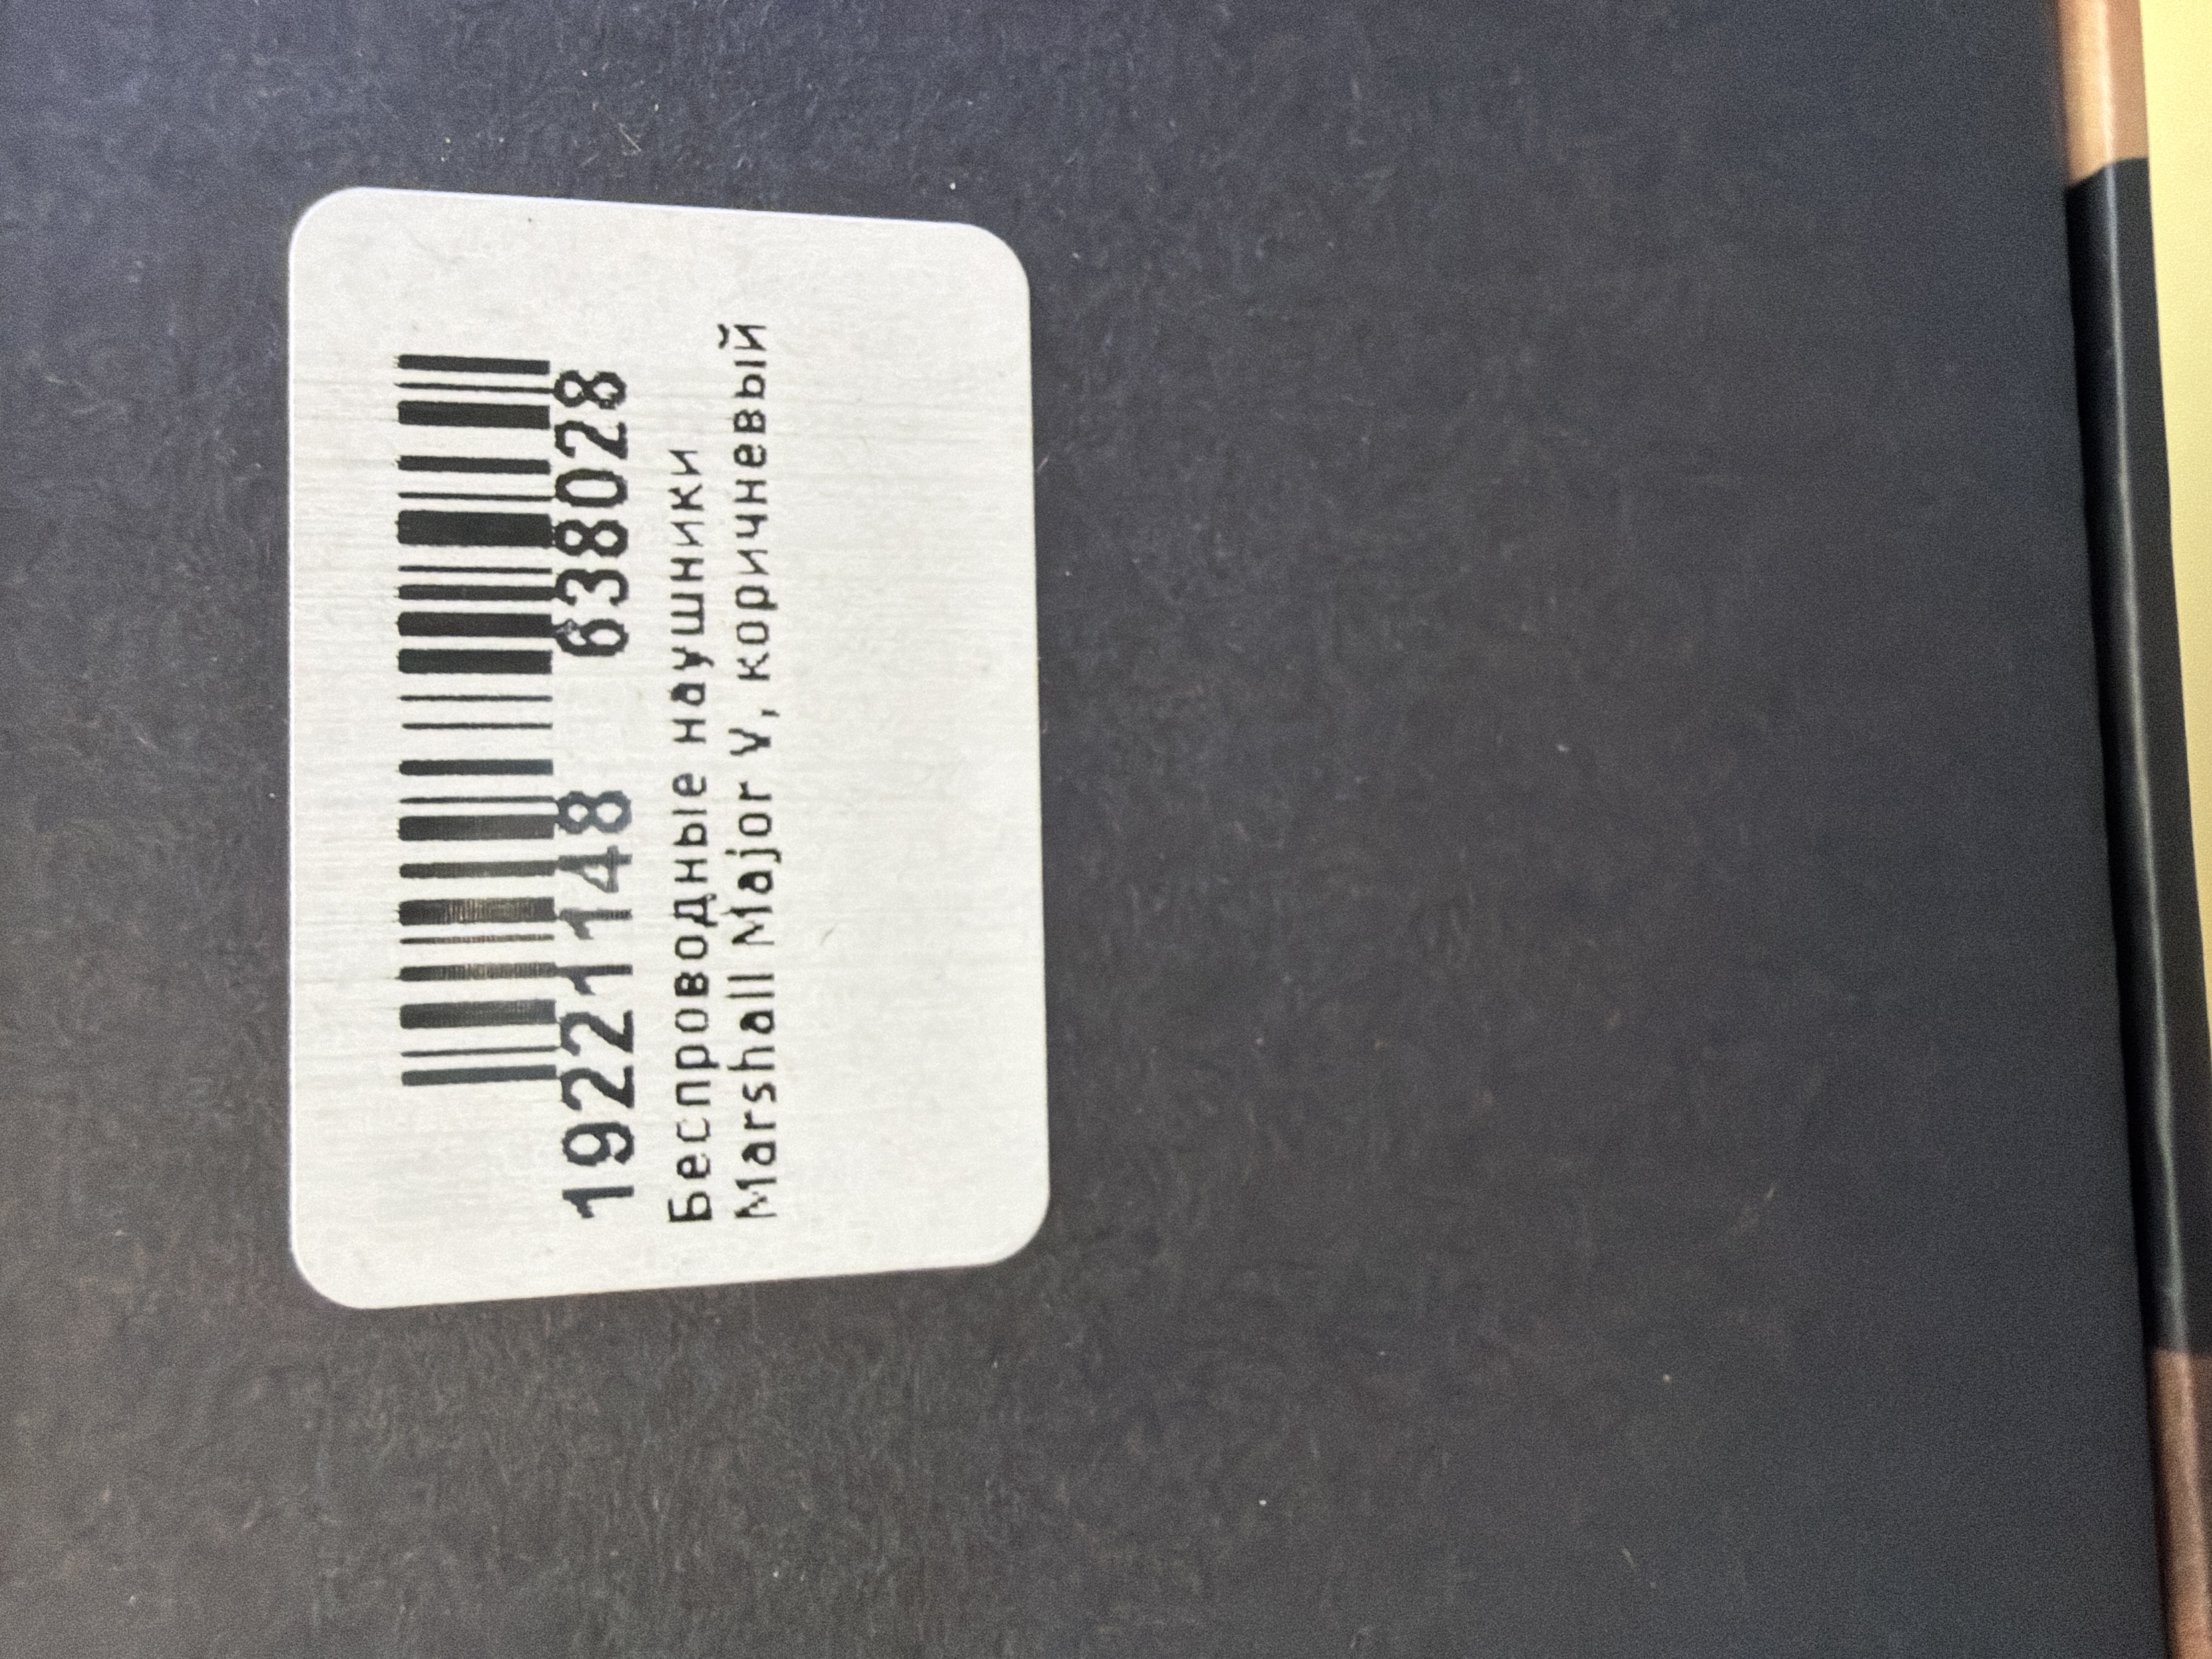 19221148 638028
Беспроводные наушники
Marshall Major V, коричневый